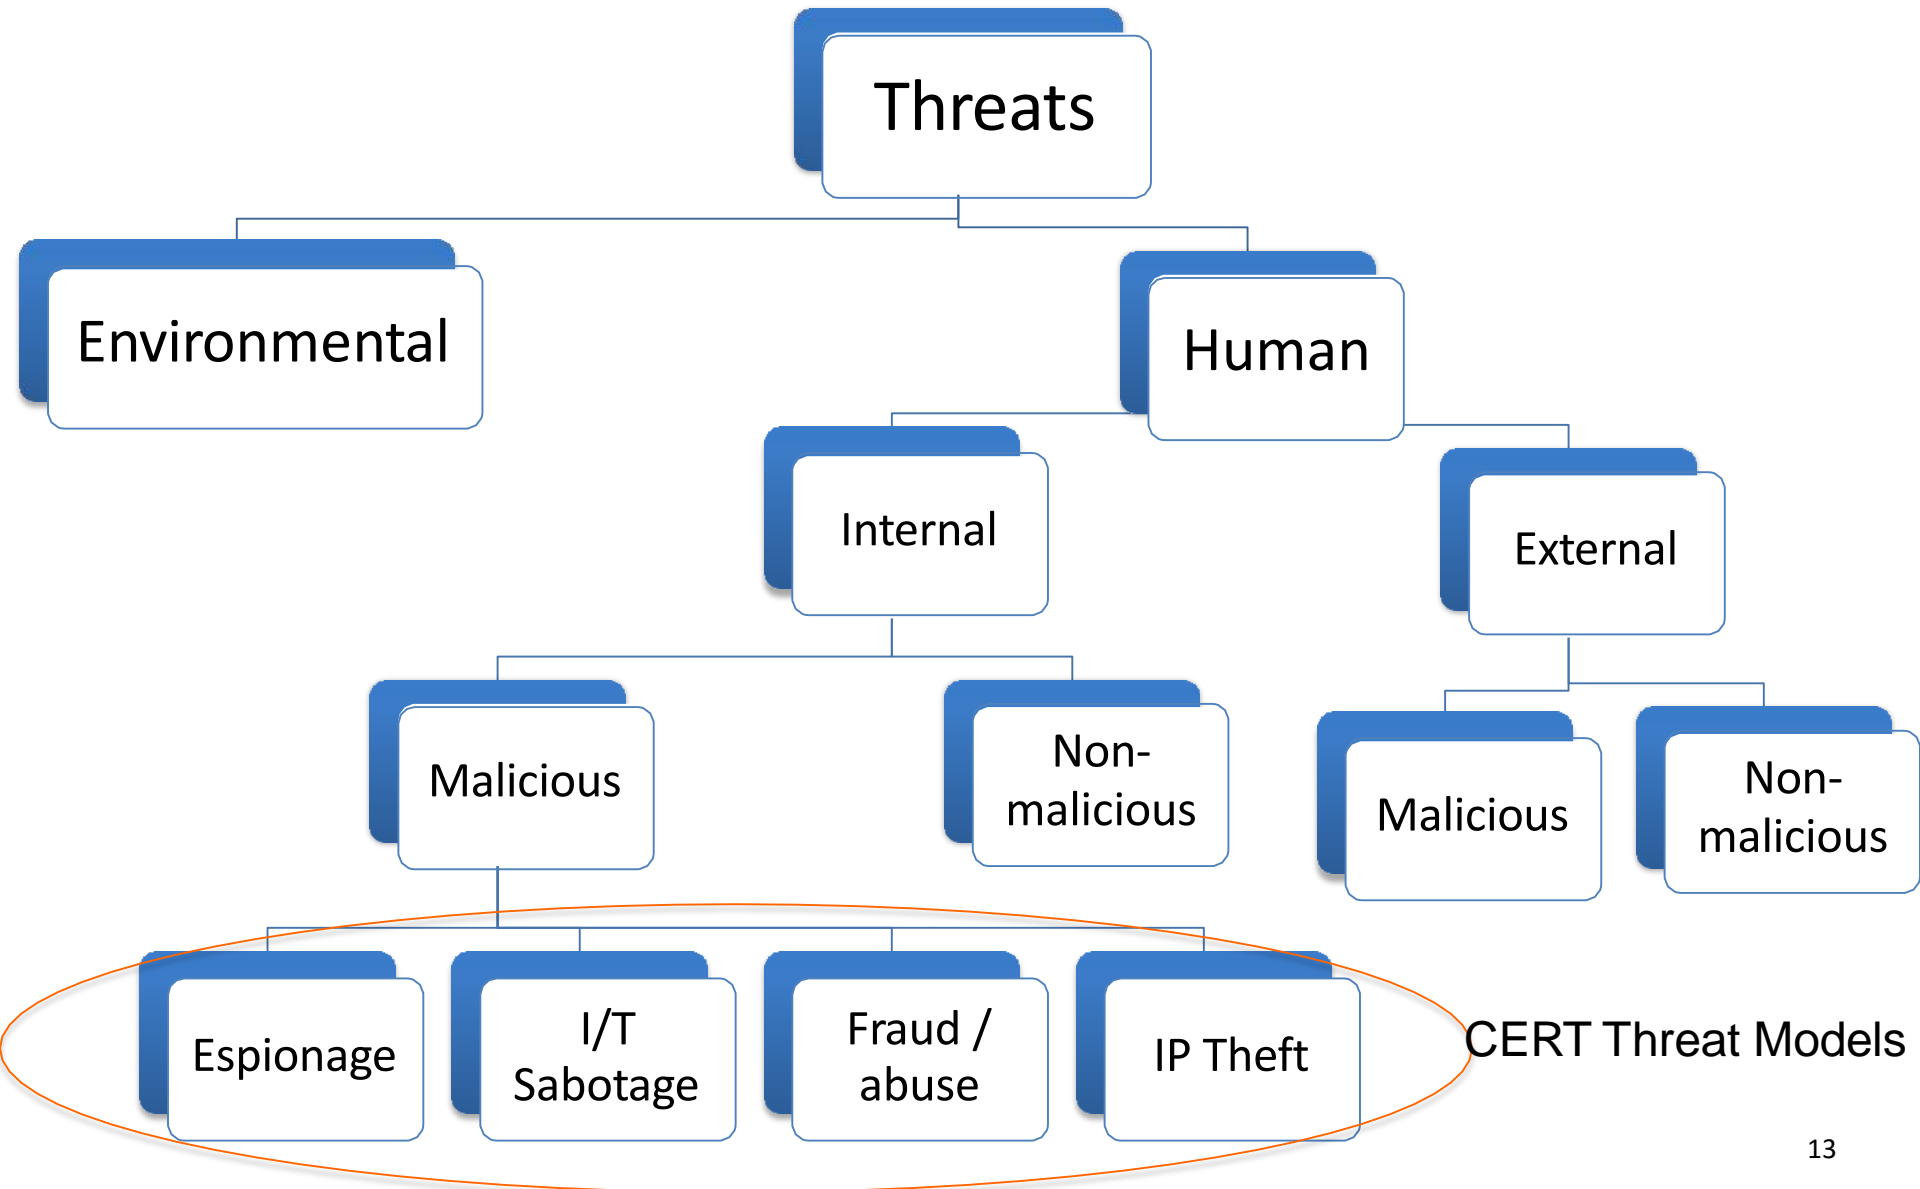 Threats
Environmental
Human
Internal
External
Malicious
Non-
malicious
Malicious
Non-
malicious
Espionage
I/T
Sabotage
Fraud /
abuse
IP Theft
CERT Threat Models
13